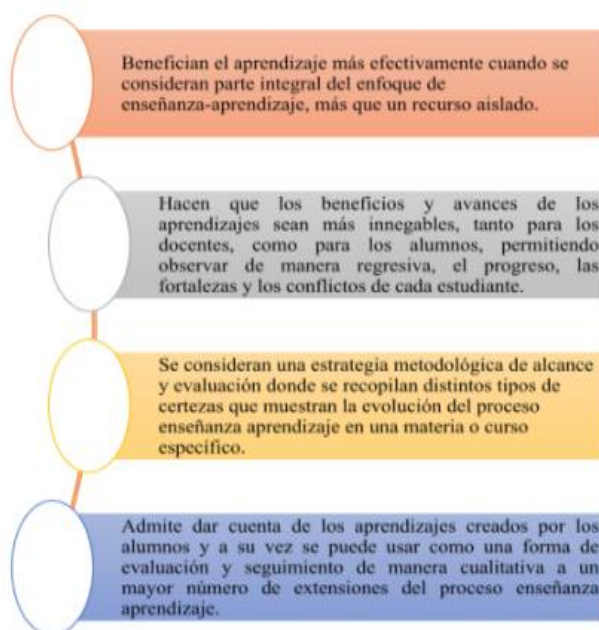 Benefician el aprendizaje más efectivamente cuando se
consideran parte integral del enfoque de
enseñanza-aprendizaje, más que un recurso aislado.
Hacen que los beneficios y avances de los
aprendizajes sean más innegables, tanto para los
docentes, como para los alumnos, permitiendo
observar de manera regresiva, el progreso, las
fortalezas y los conflictos de cada estudiante.
Se consideran una estrategia metodológica de alcance
y evaluación donde se recopilan distintos tipos de
certezas que muestran la evolución del proceso
enseñanza aprendizaje en una materia o curso
específico.
Admite dar cuenta de los aprendizajes creados por los
alumnos y a su vez se puede usar como una forma de
evaluación y seguimiento de manera cualitativa a un
mayor número de extensiones del proceso enseñanza
aprendizaje.